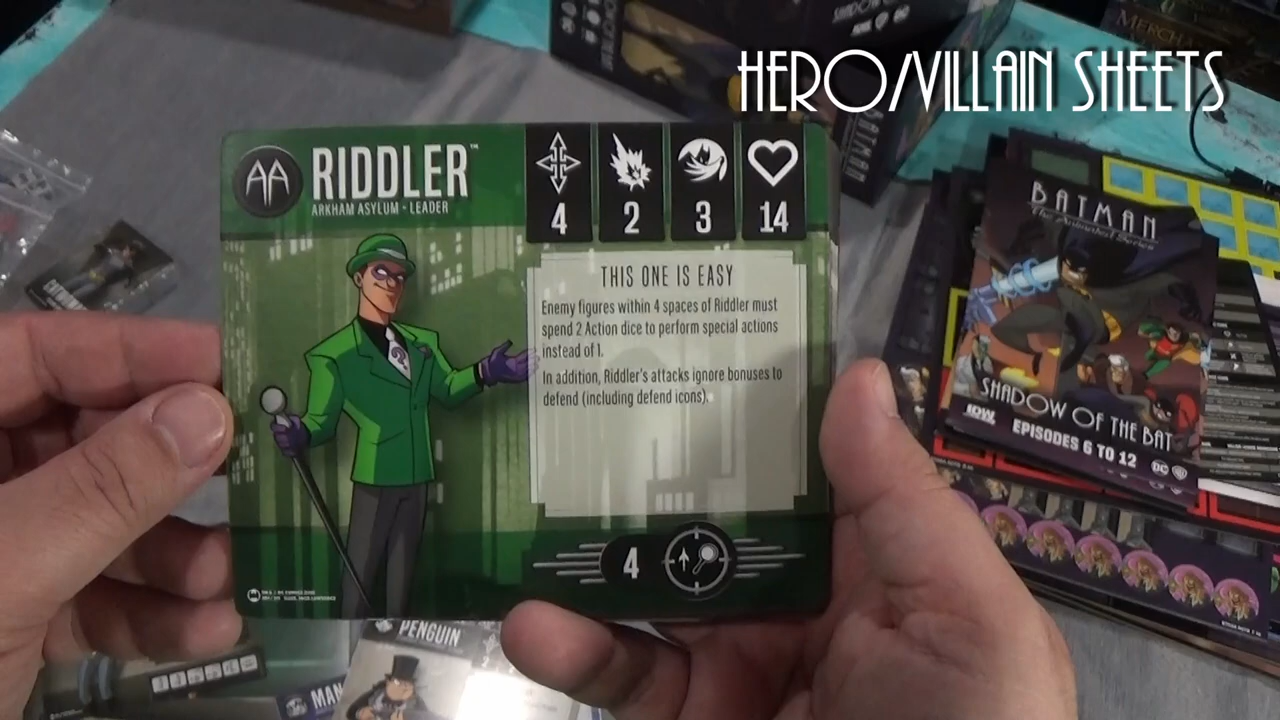 HERO/VILLAIN SHEETS
RIDDLER™
ARKHAM ASYLUM - LEADER
4 2 3 14
THIS ONE IS EASY
Enemy figures within 4 spaces of Riddler must
spend 2 Action dice to perform special actions
instead of 1.
In addition, Riddler's attacks ignore bonuses to
defend (including defend icons).
4
BATMAN
The Animated Series
SHADOW OF THE BAT
IDW
EPISODES 6 TO 12
DC
PENGUIN
MAN
MERCHA